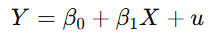 Y = β₀ + β₁X + u